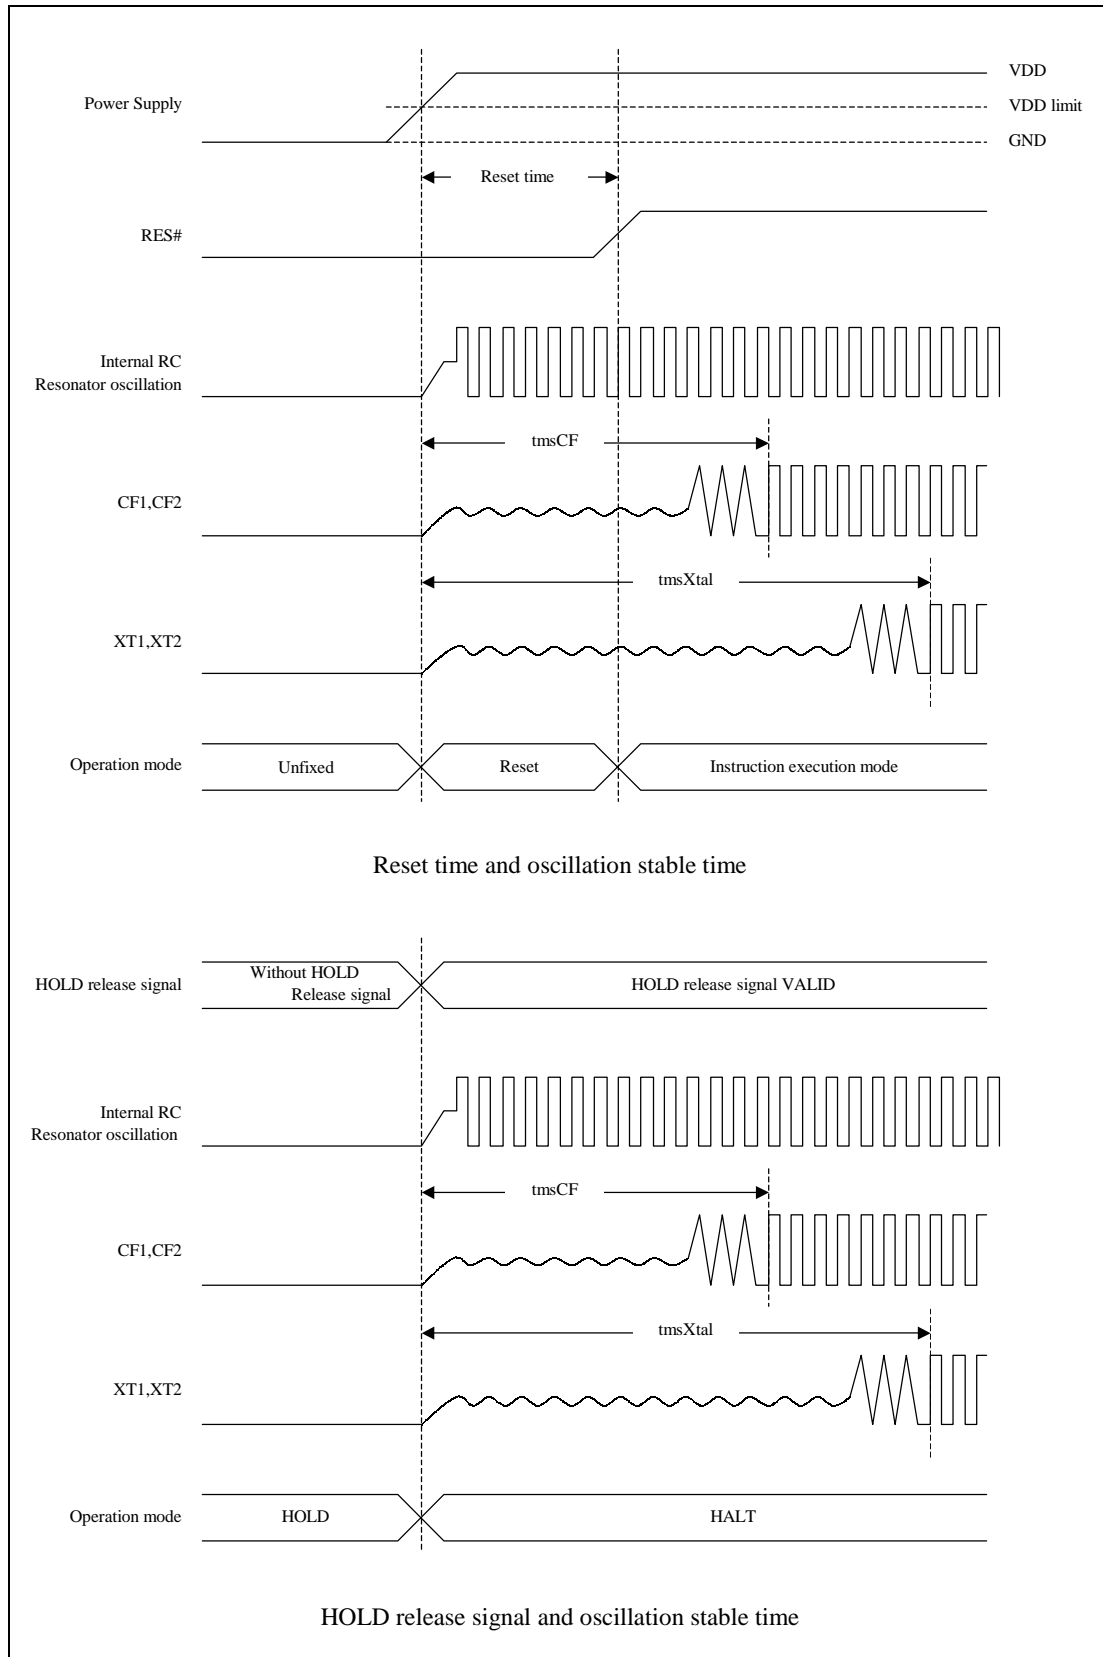 VDD
Power Supply
VDD limit
GND
Reset time
RES#
Internal RC
Resonator oscillation
tmsCF
CF1,CF2
tmsXtal
XT1,XT2
Operation mode
Unfixed
Reset
Instruction execution mode
Reset time and oscillation stable time
HOLD release signal
Without HOLD
Release signal
HOLD release signal VALID
Internal RC
Resonator oscillation
tmsCF
CF1,CF2
tmsXtal
XT1,XT2
Operation mode
HOLD
HALT
HOLD release signal and oscillation stable time